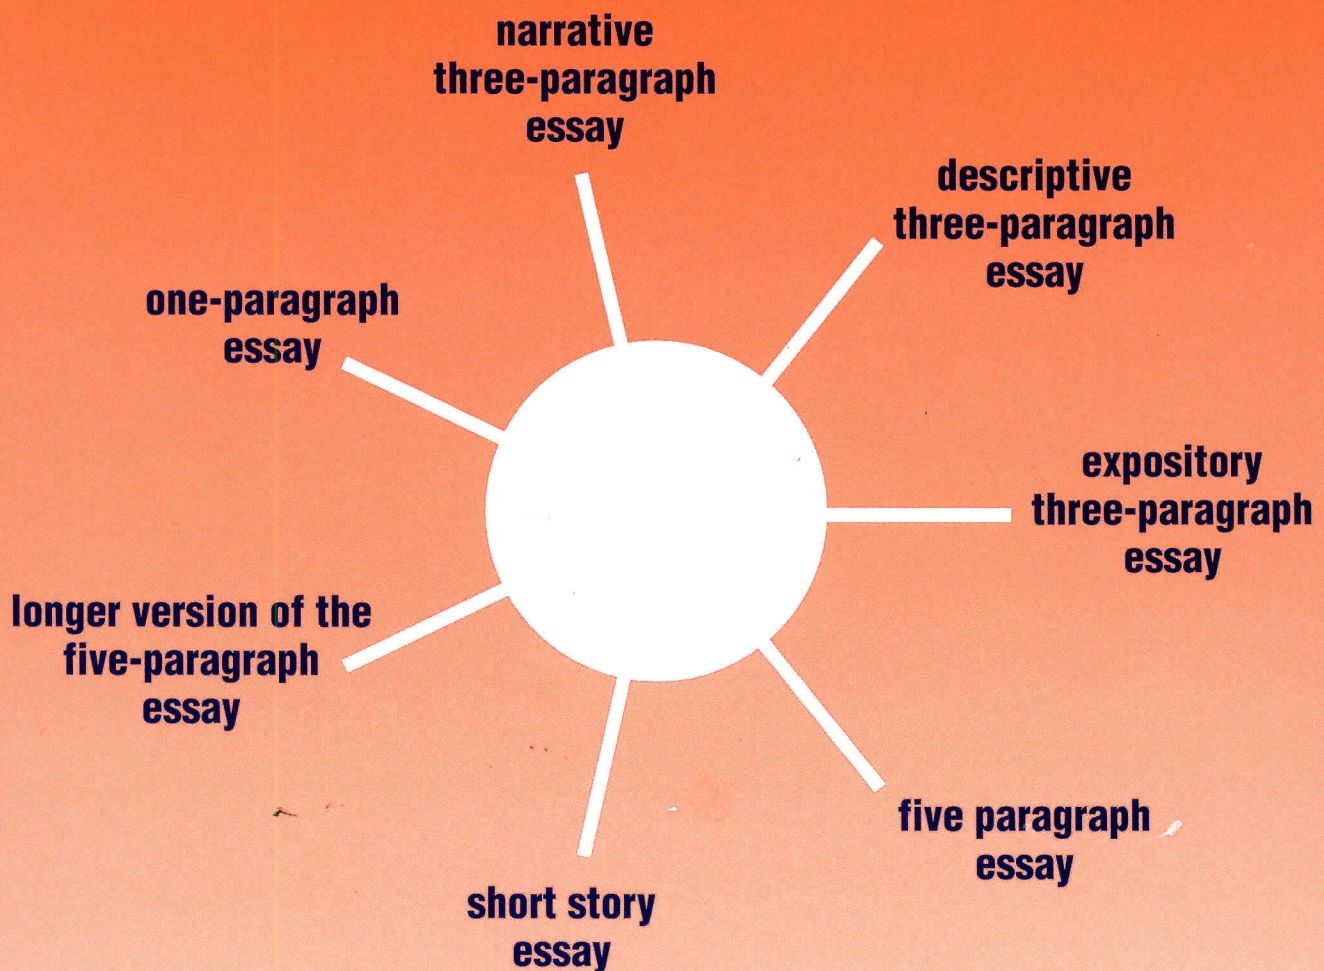 narrative
three-paragraph
essay
descriptive
three-paragraph
essay
one-paragraph
essay
expository
three-paragraph
essay
longer version of the
five-paragraph
essay
five paragraph
essay
short story
essay